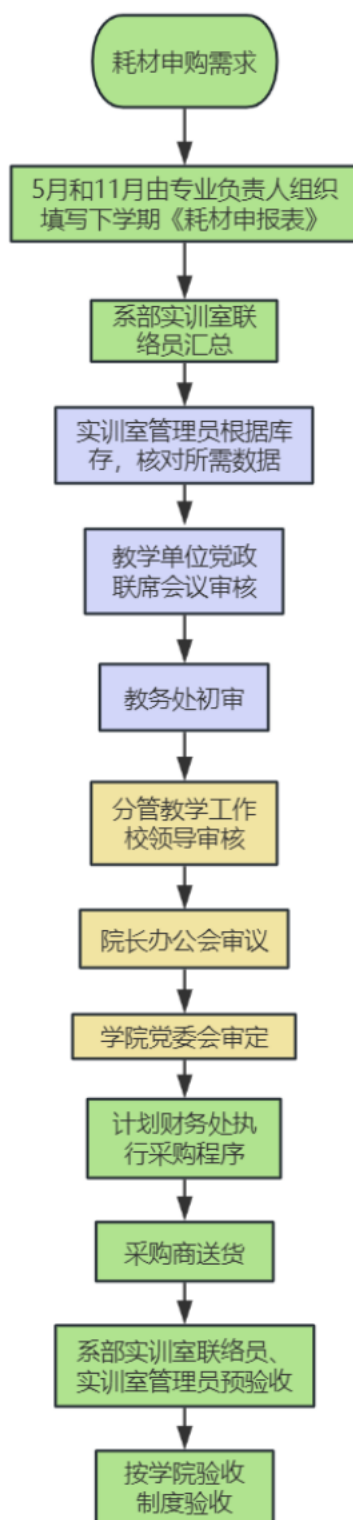 耗材申购需求
5月和11月由专业负责人组织
填写下学期《耗材申报表》
系部实训室联
络员汇总
实训室管理员根据库
存，核对所需数据
教学单位党政
联席会议审核
教务处初审
分管教学工作
校领导审核
院长办公会审议
学院党委会审定
计划财务处执
行采购程序
采购商送货
系部实训室联络员、
实训室管理员预验收
按学院验收
制度验收